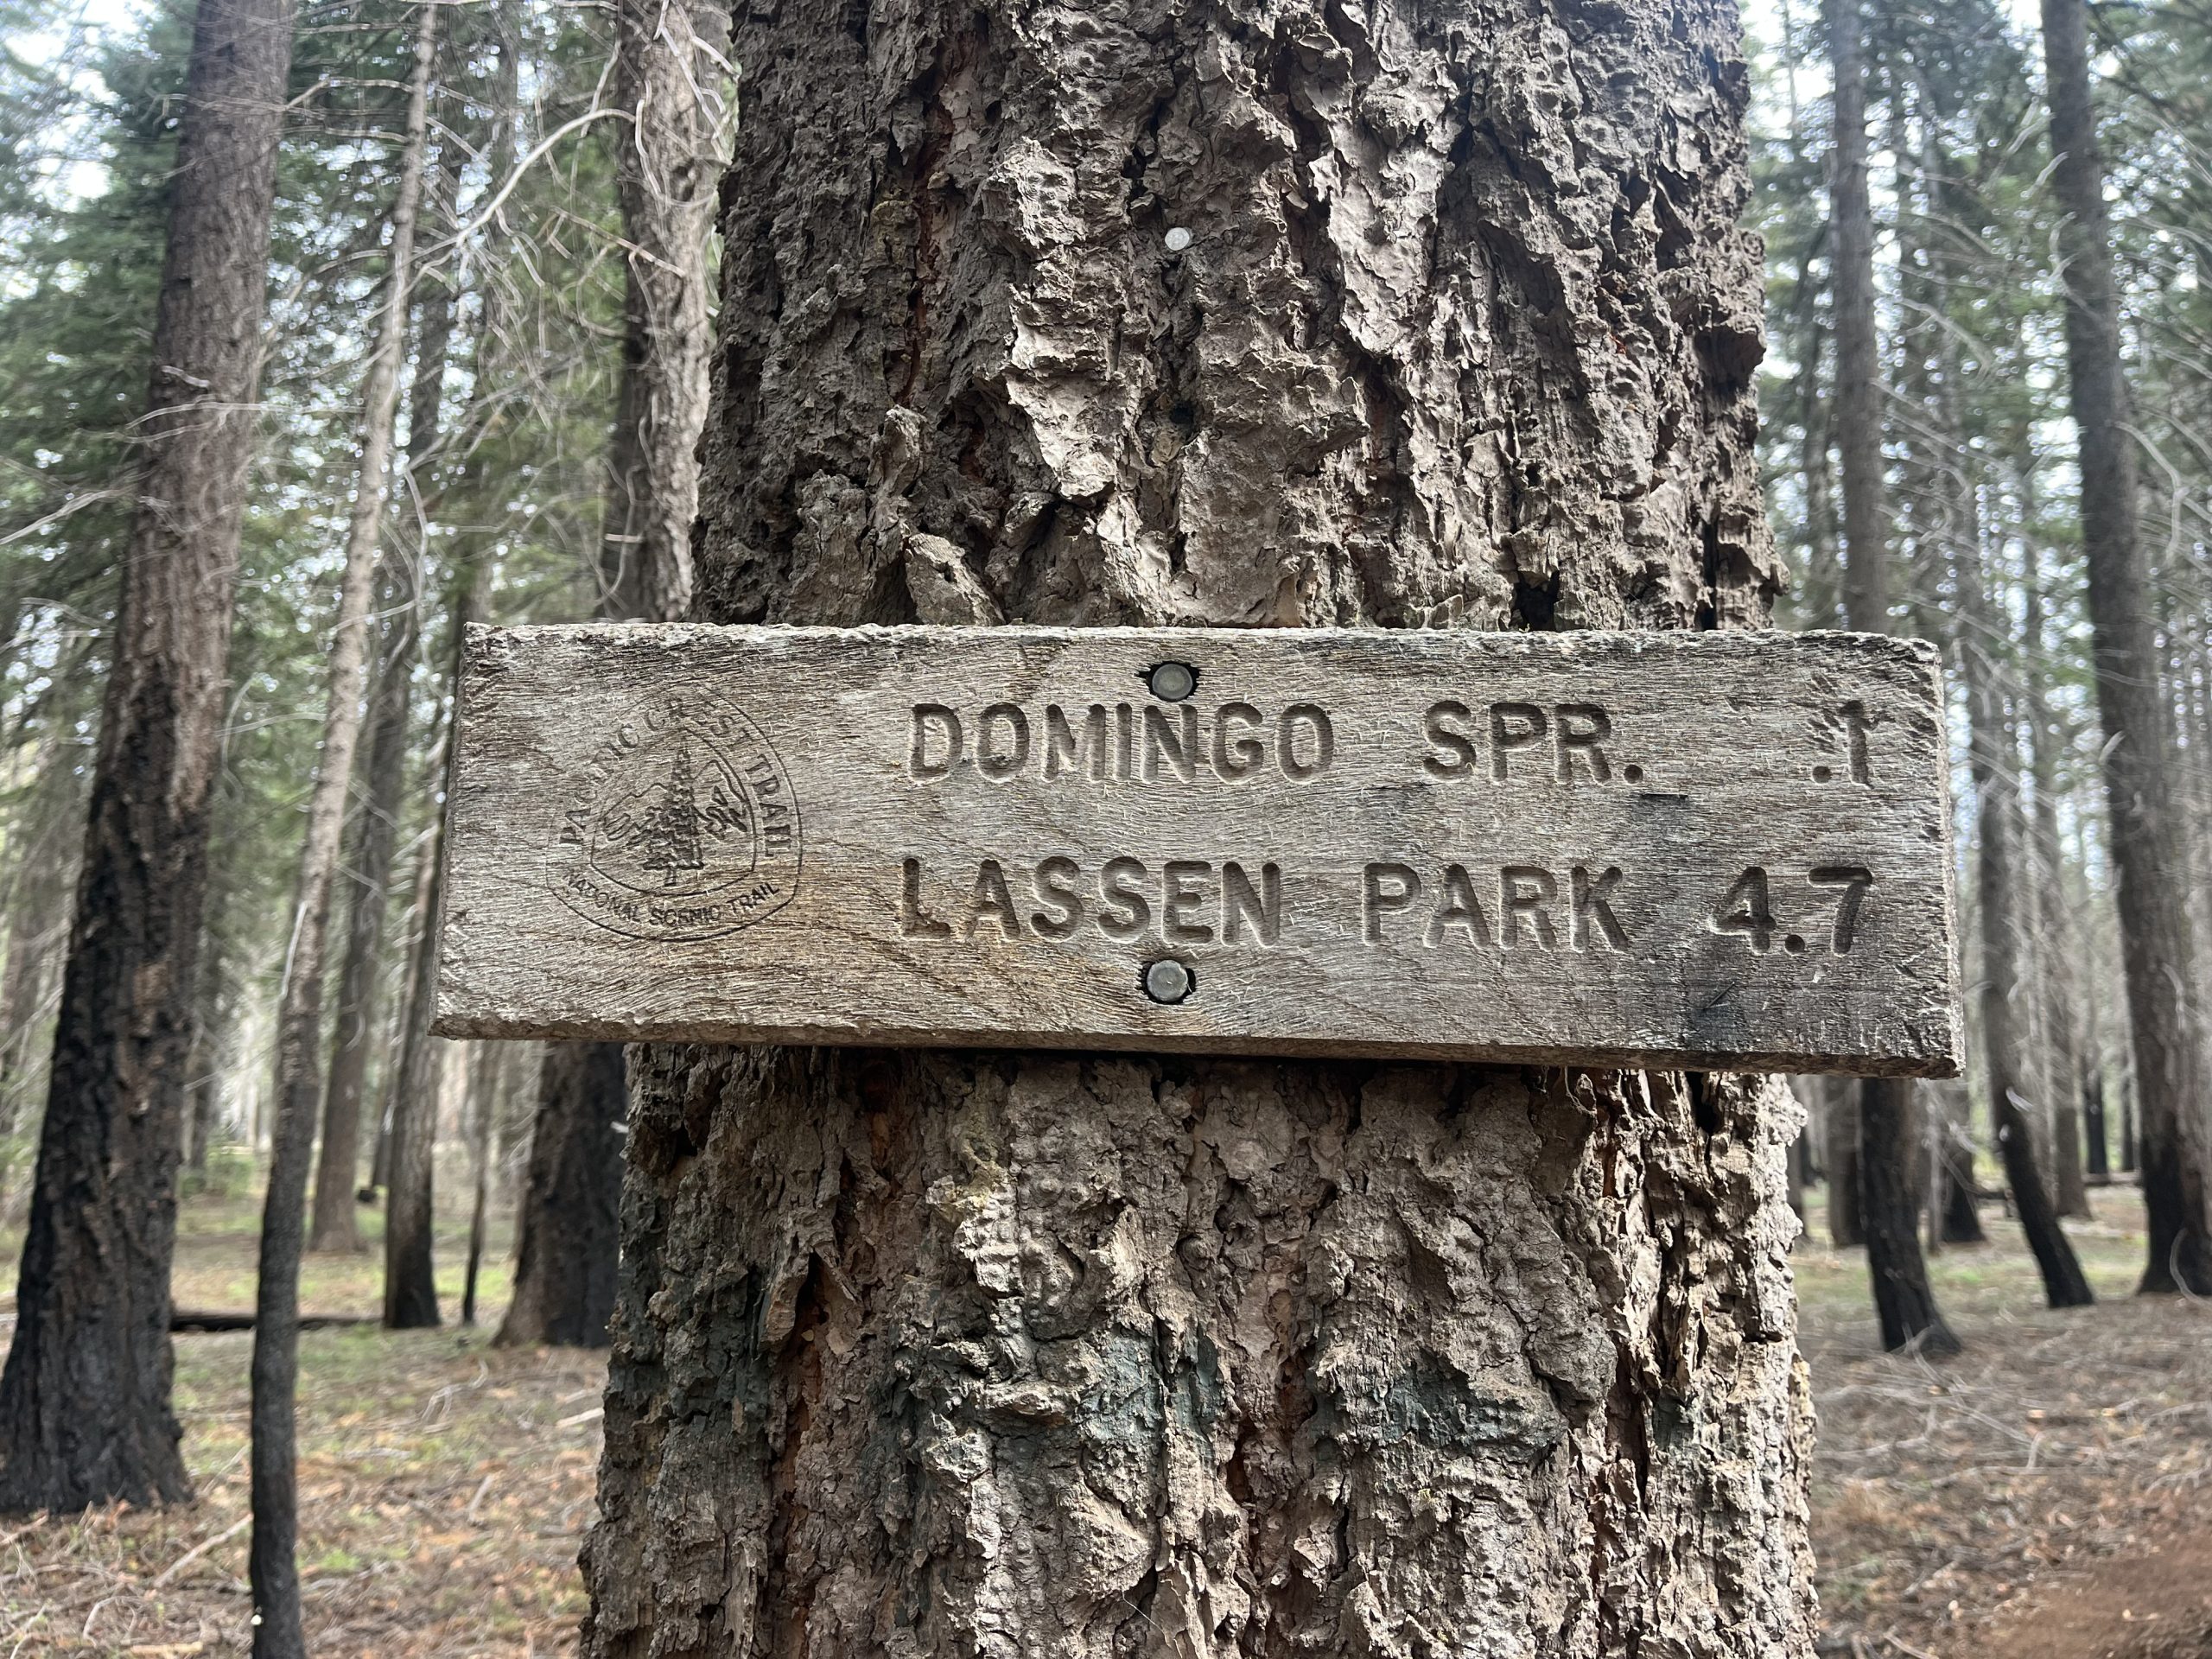 PACIFIC CREST TRAIL
NATIONAL SCENIC TRAIL
DOMINGO SPR. .1
LASSEN PARK 4.7